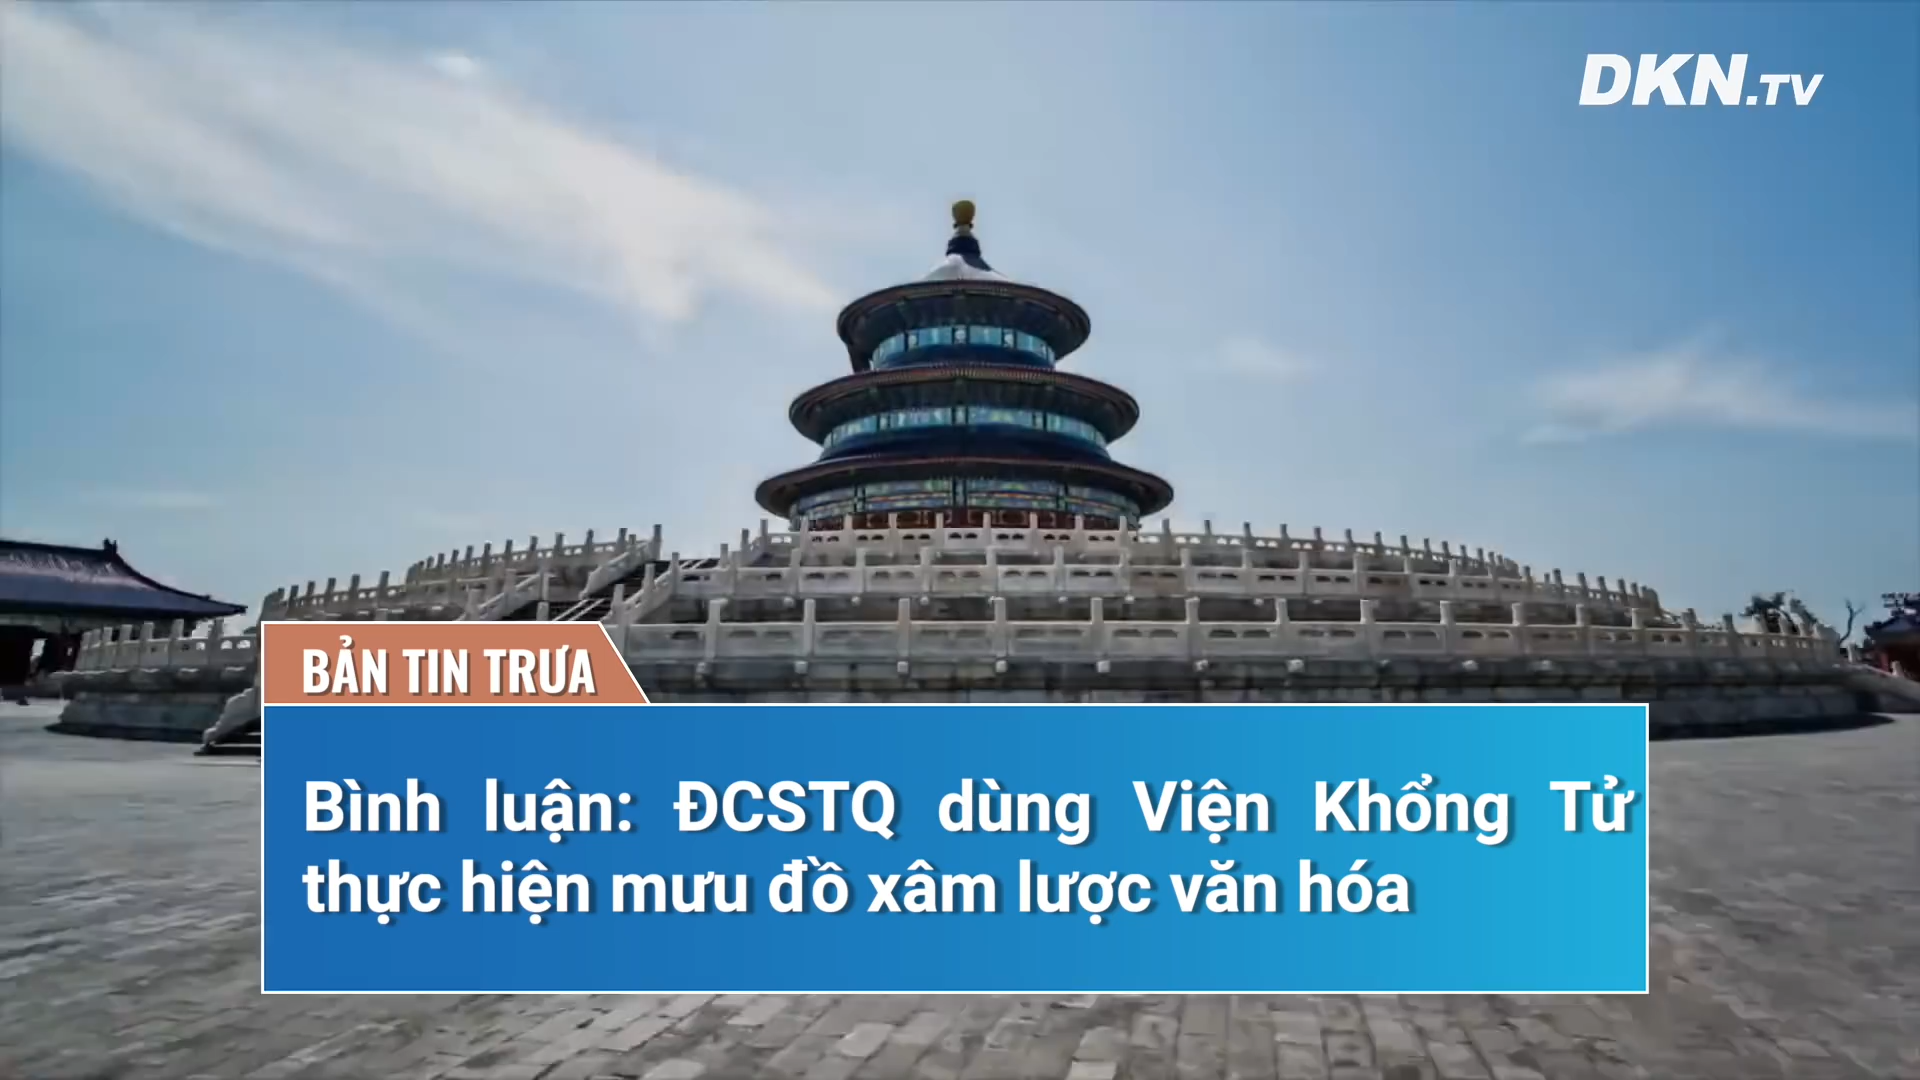 DKN.TV
BẢN TIN TRƯA
Bình luận: ĐCSTQ dùng Viện Khổng Tử
thực hiện mưu đồ xâm lược văn hóa